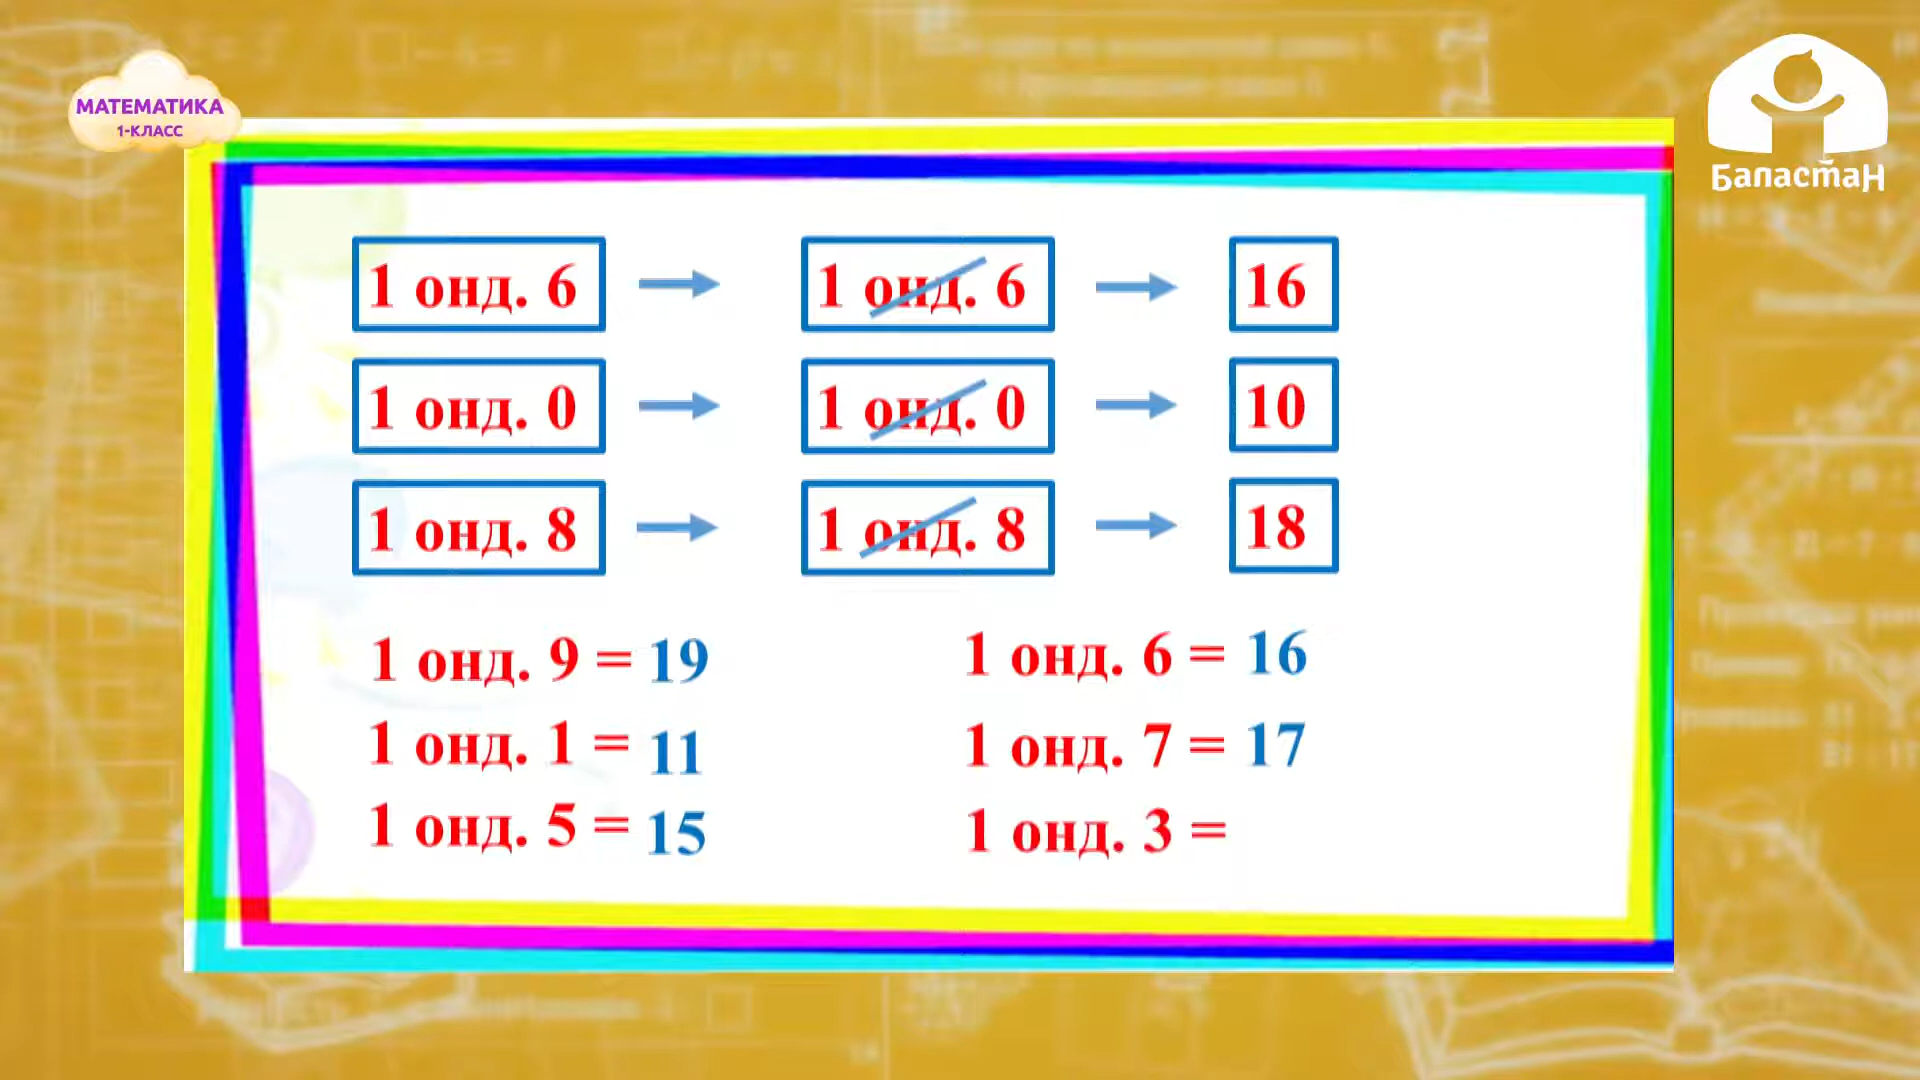 МАТЕМАТИКА
1-КЛАСС
Баластан
1 онд. 6 → 1 онд. 6 → 16
1 онд. 0 → 1 онд. 0 → 10
1 онд. 8 → 1 онд. 8 → 18
1 онд. 9 = 19
1 онд. 1 = 11
1 онд. 5 = 15
1 онд. 6 = 16
1 онд. 7 = 17
1 онд. 3 =